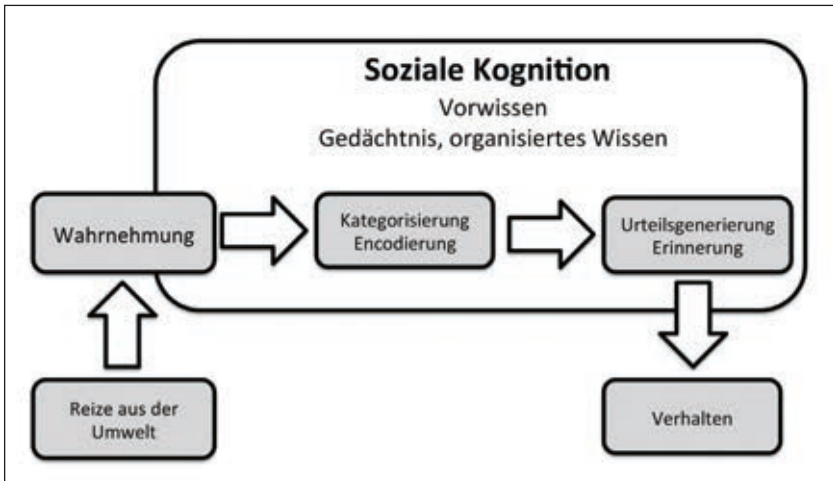 Soziale Kognition
Vorwissen
Gedächtnis, organisiertes Wissen
Wahrnehmung
Kategorisierung
Encodierung
Urteilsgenerierung
Erinnerung
Reize aus der
Umwelt
Verhalten